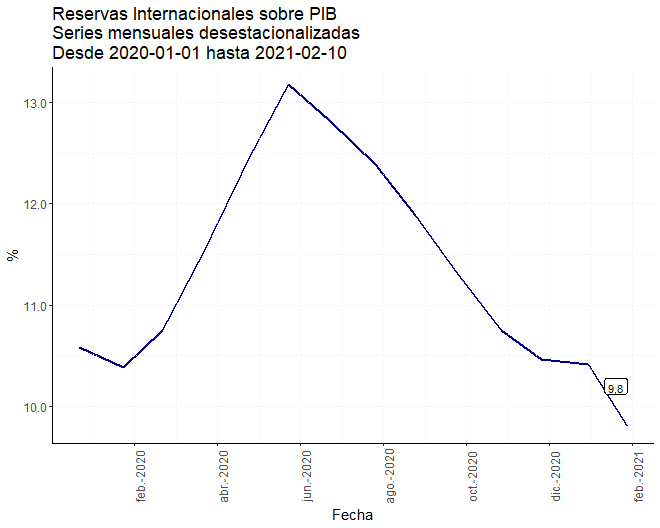 Reservas Internacionales sobre PIB
Series mensuales desestacionalizadas
Desde 2020-01-01 hasta 2021-02-10
13.0
12.0
%
11.0
10.0
9,8
feb.-2020
abr.-2020
jun.-2020
ago.-2020
oct.-2020
dic.-2020
feb.-2021
Fecha